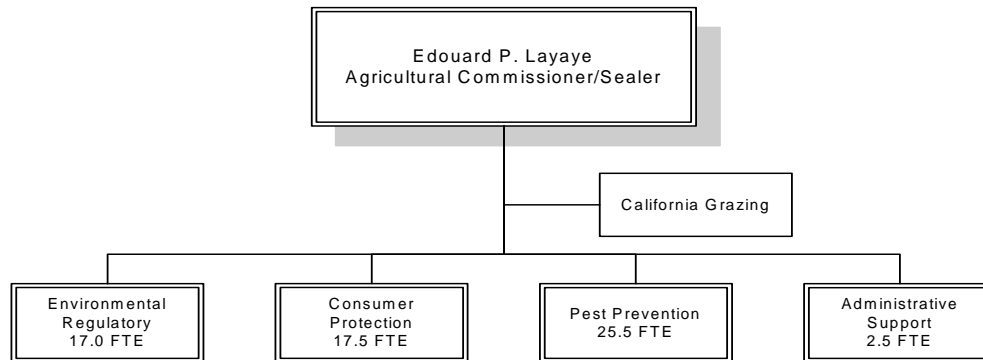 Edouard P. Layaye
Agricultural Commissioner/Sealer
California Grazing
Environmental
Regulatory
17.0 FTE
Consumer
Protection
17.5 FTE
Pest Prevention
25.5 FTE
Administrative
Support
2.5 FTE